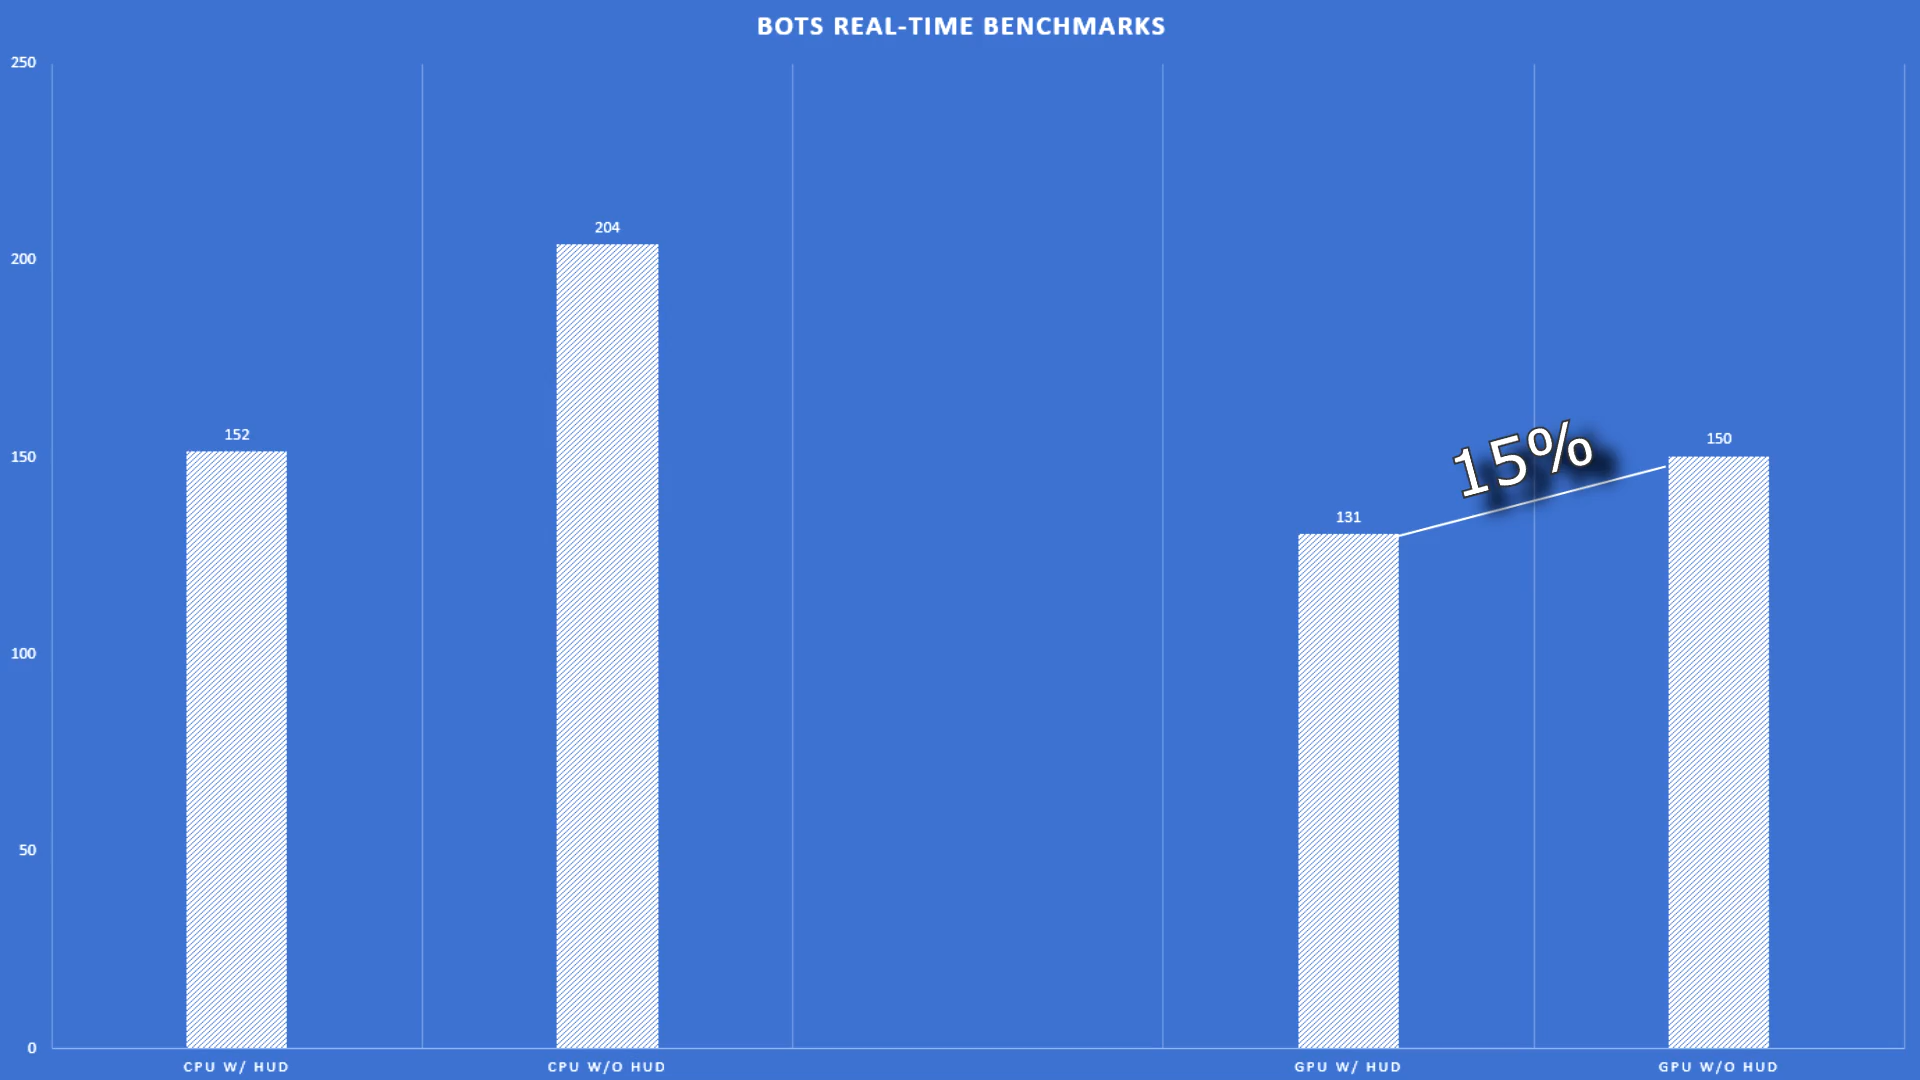 BOTS REAL-TIME BENCHMARKS
250
200
150
100
50
0
152
204
131
15%
150
CPU W/ HUD
CPU W/O HUD
GPU W/ HUD
GPU W/O HUD